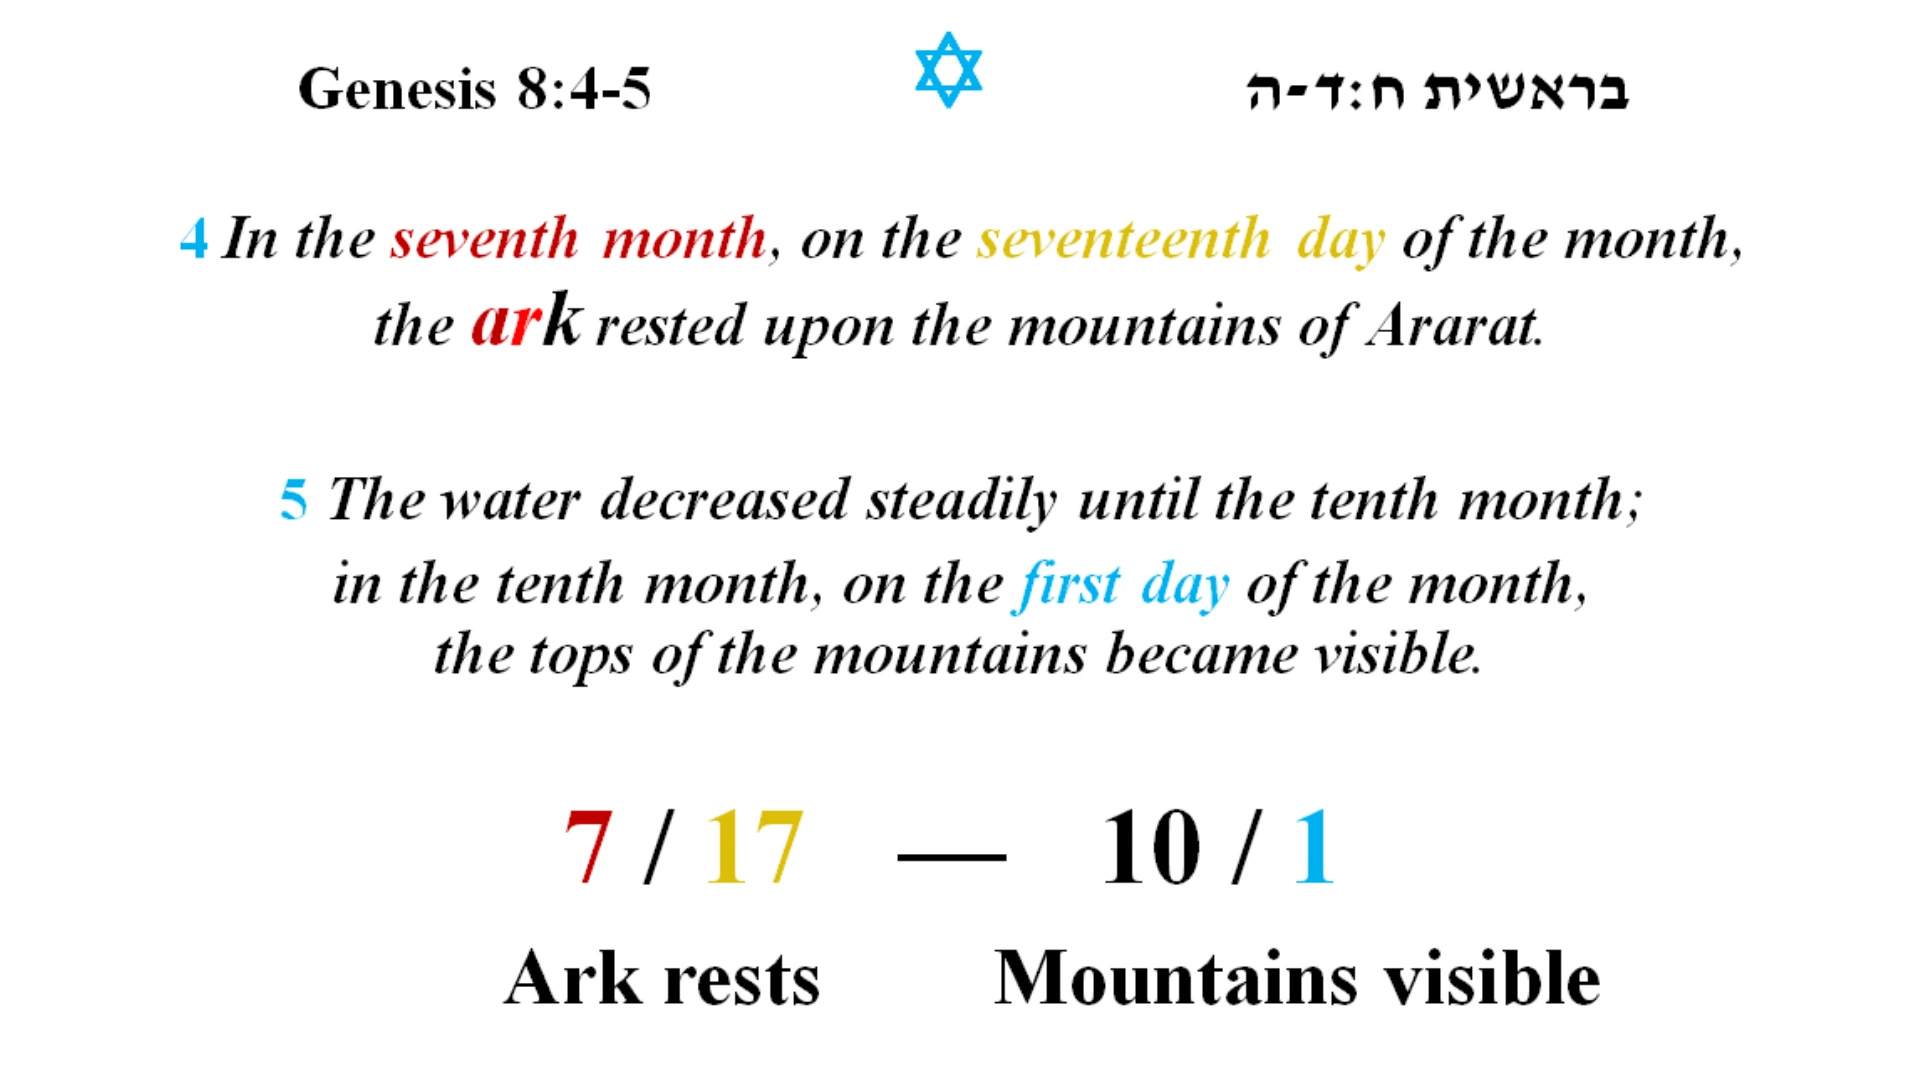 Genesis 8:4-5 ✡ בראשית ח:ד-ה
4 In the seventh month, on the seventeenth day of the month,
the ark rested upon the mountains of Ararat.
5 The water decreased steadily until the tenth month;
in the tenth month, on the first day of the month,
the tops of the mountains became visible.
7 / 17 — 10 / 1
Ark rests Mountains visible